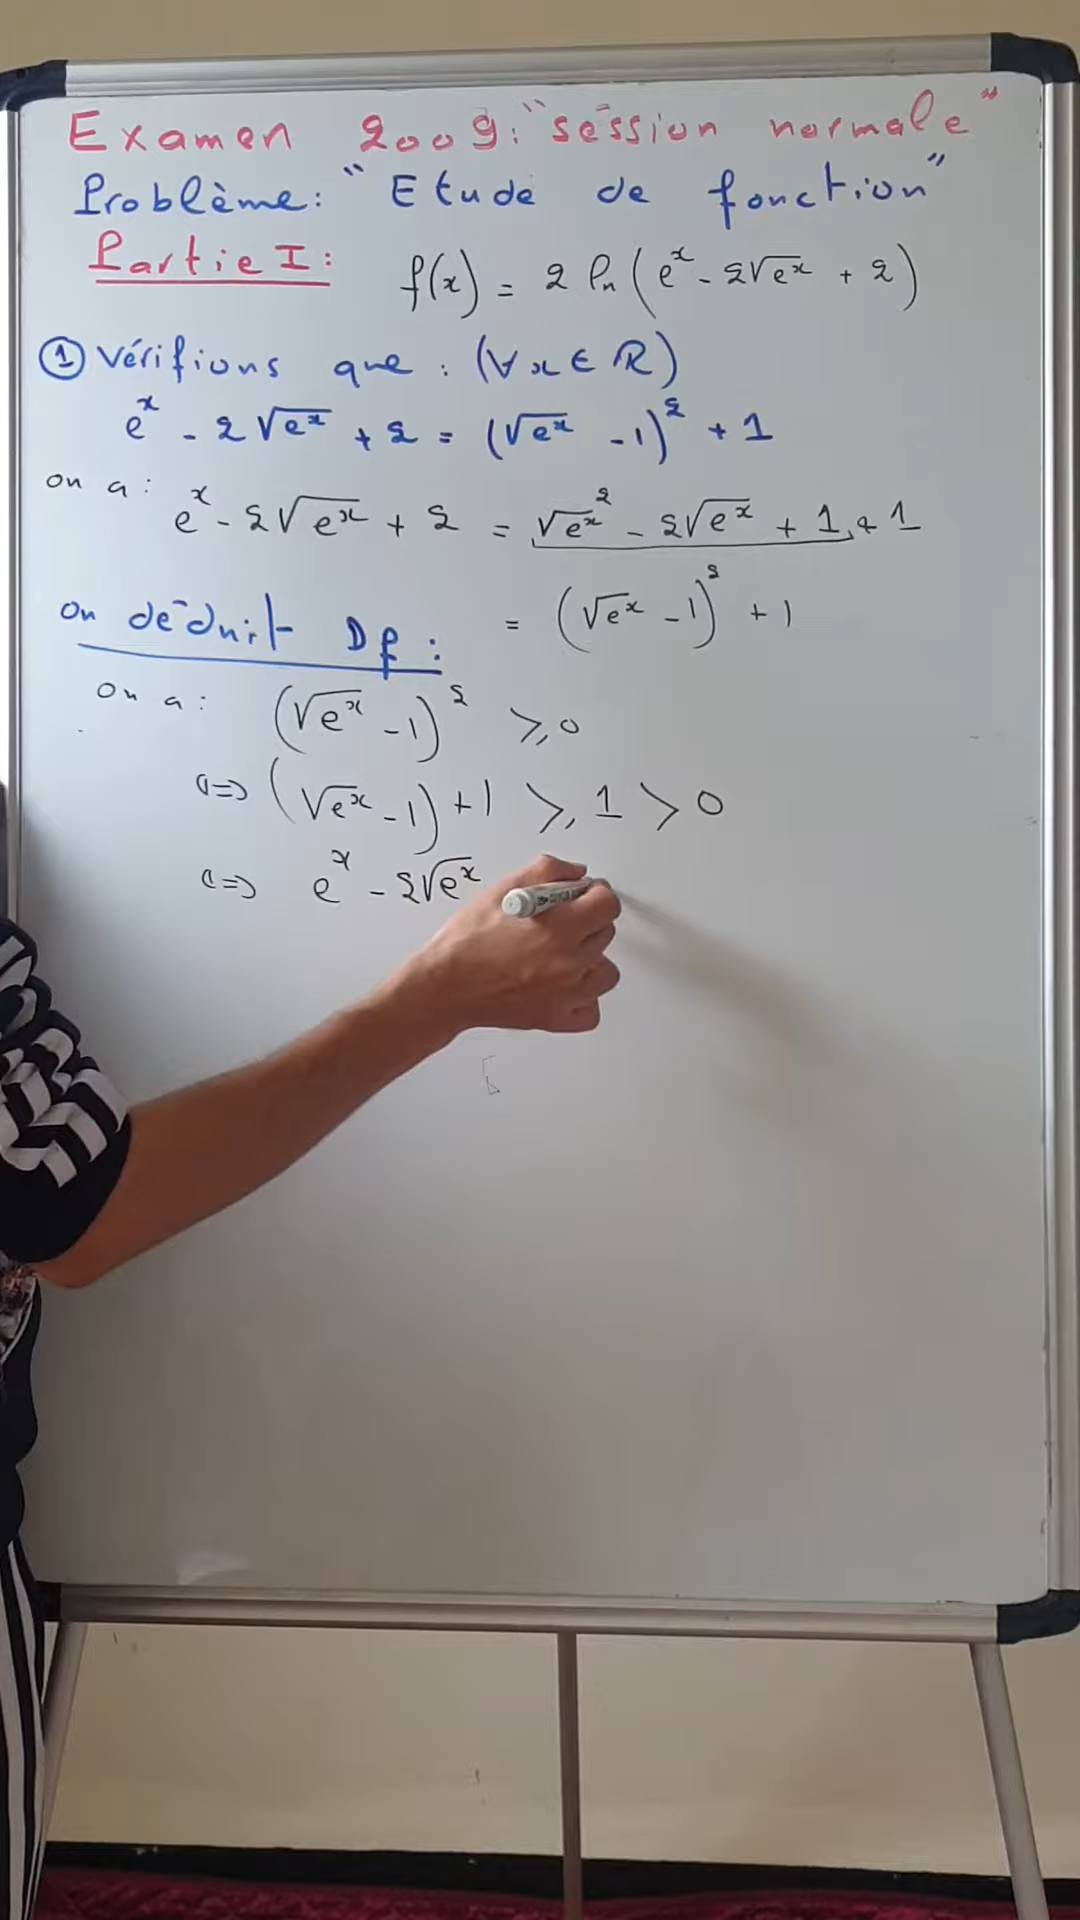 Examen 2009: "session normale"
Problème: "Etude de fonction"
Partie I: f(x) = 2 ln(e^x - 2√e^x + 2)
① Vérifions que : (∀x ∈ ℝ)
e^x - 2√e^x + 2 = (√e^x - 1)^2 + 1
on a : e^x - 2√e^x + 2 = √e^x^2 - 2√e^x + 1 + 1
= (√e^x - 1)^2 + 1
on déduit Df :
on a : (√e^x - 1)^2 ≥ 0
<=> (√e^x - 1) + 1 ≥ 1 > 0
<=> e^x - 2√e^x